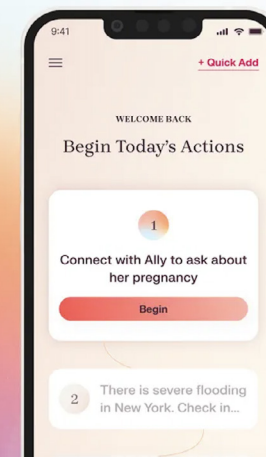 9:41
+ Quick Add
WELCOME BACK
Begin Today's Actions
1
Connect with Ally to ask about
her pregnancy
Begin
2
There is severe flooding
in New York. Check in...